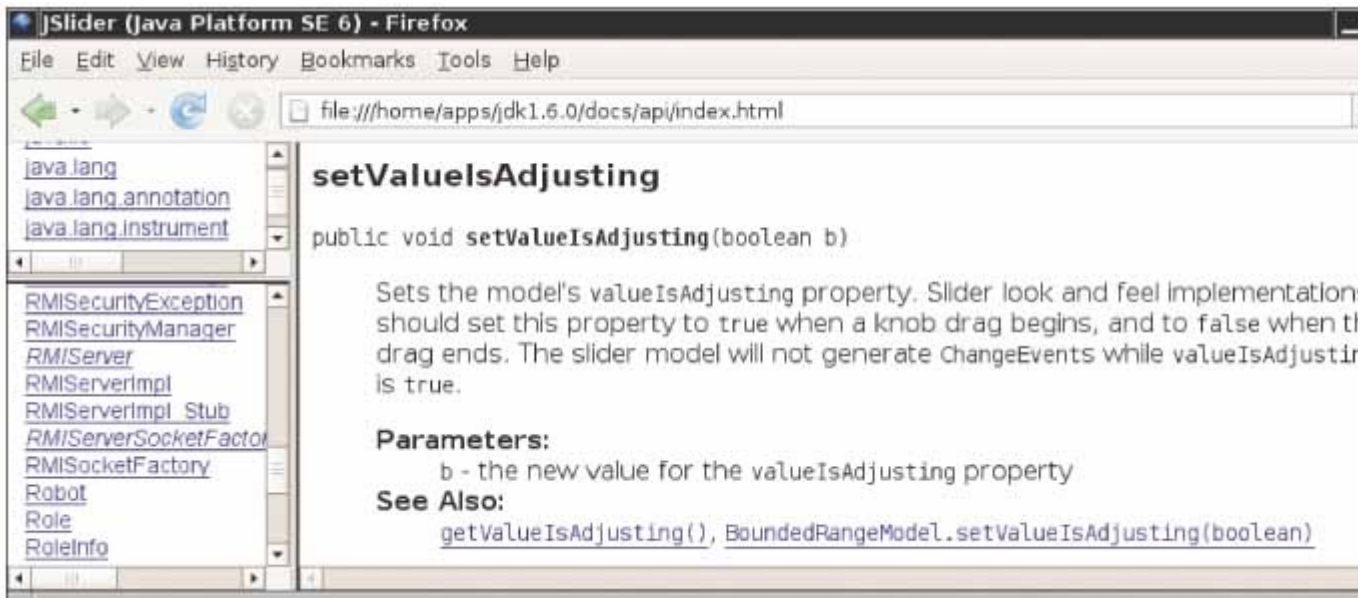 JSlider (Java Platform SE 6) - Firefox
File Edit View History Bookmarks Tools Help
file:///home/apps/jdk1.6.0/docs/api/index.html
java.lang
java.lang.annotation
java.lang.instrument
RMISecurityException
RMISecurityManager
RMIServer
RMIServerImpl
RMIServerImpl_Stub
RMIServerSocketFactor
RMISocketFactory
Robot
Role
RoleInfo
setValueIsAdjusting
public void setValueIsAdjusting(boolean b)
Sets the model's valueIsAdjusting property. Slider look and feel implementation
should set this property to true when a knob drag begins, and to false when th
drag ends. The slider model will not generate ChangeEvents while valueIsAdjustin
is true.
Parameters:
b - the new value for the valueIsAdjusting property
See Also:
getValueIsAdjusting(), BoundedRangeModel.setValueIsAdjusting(boolean)